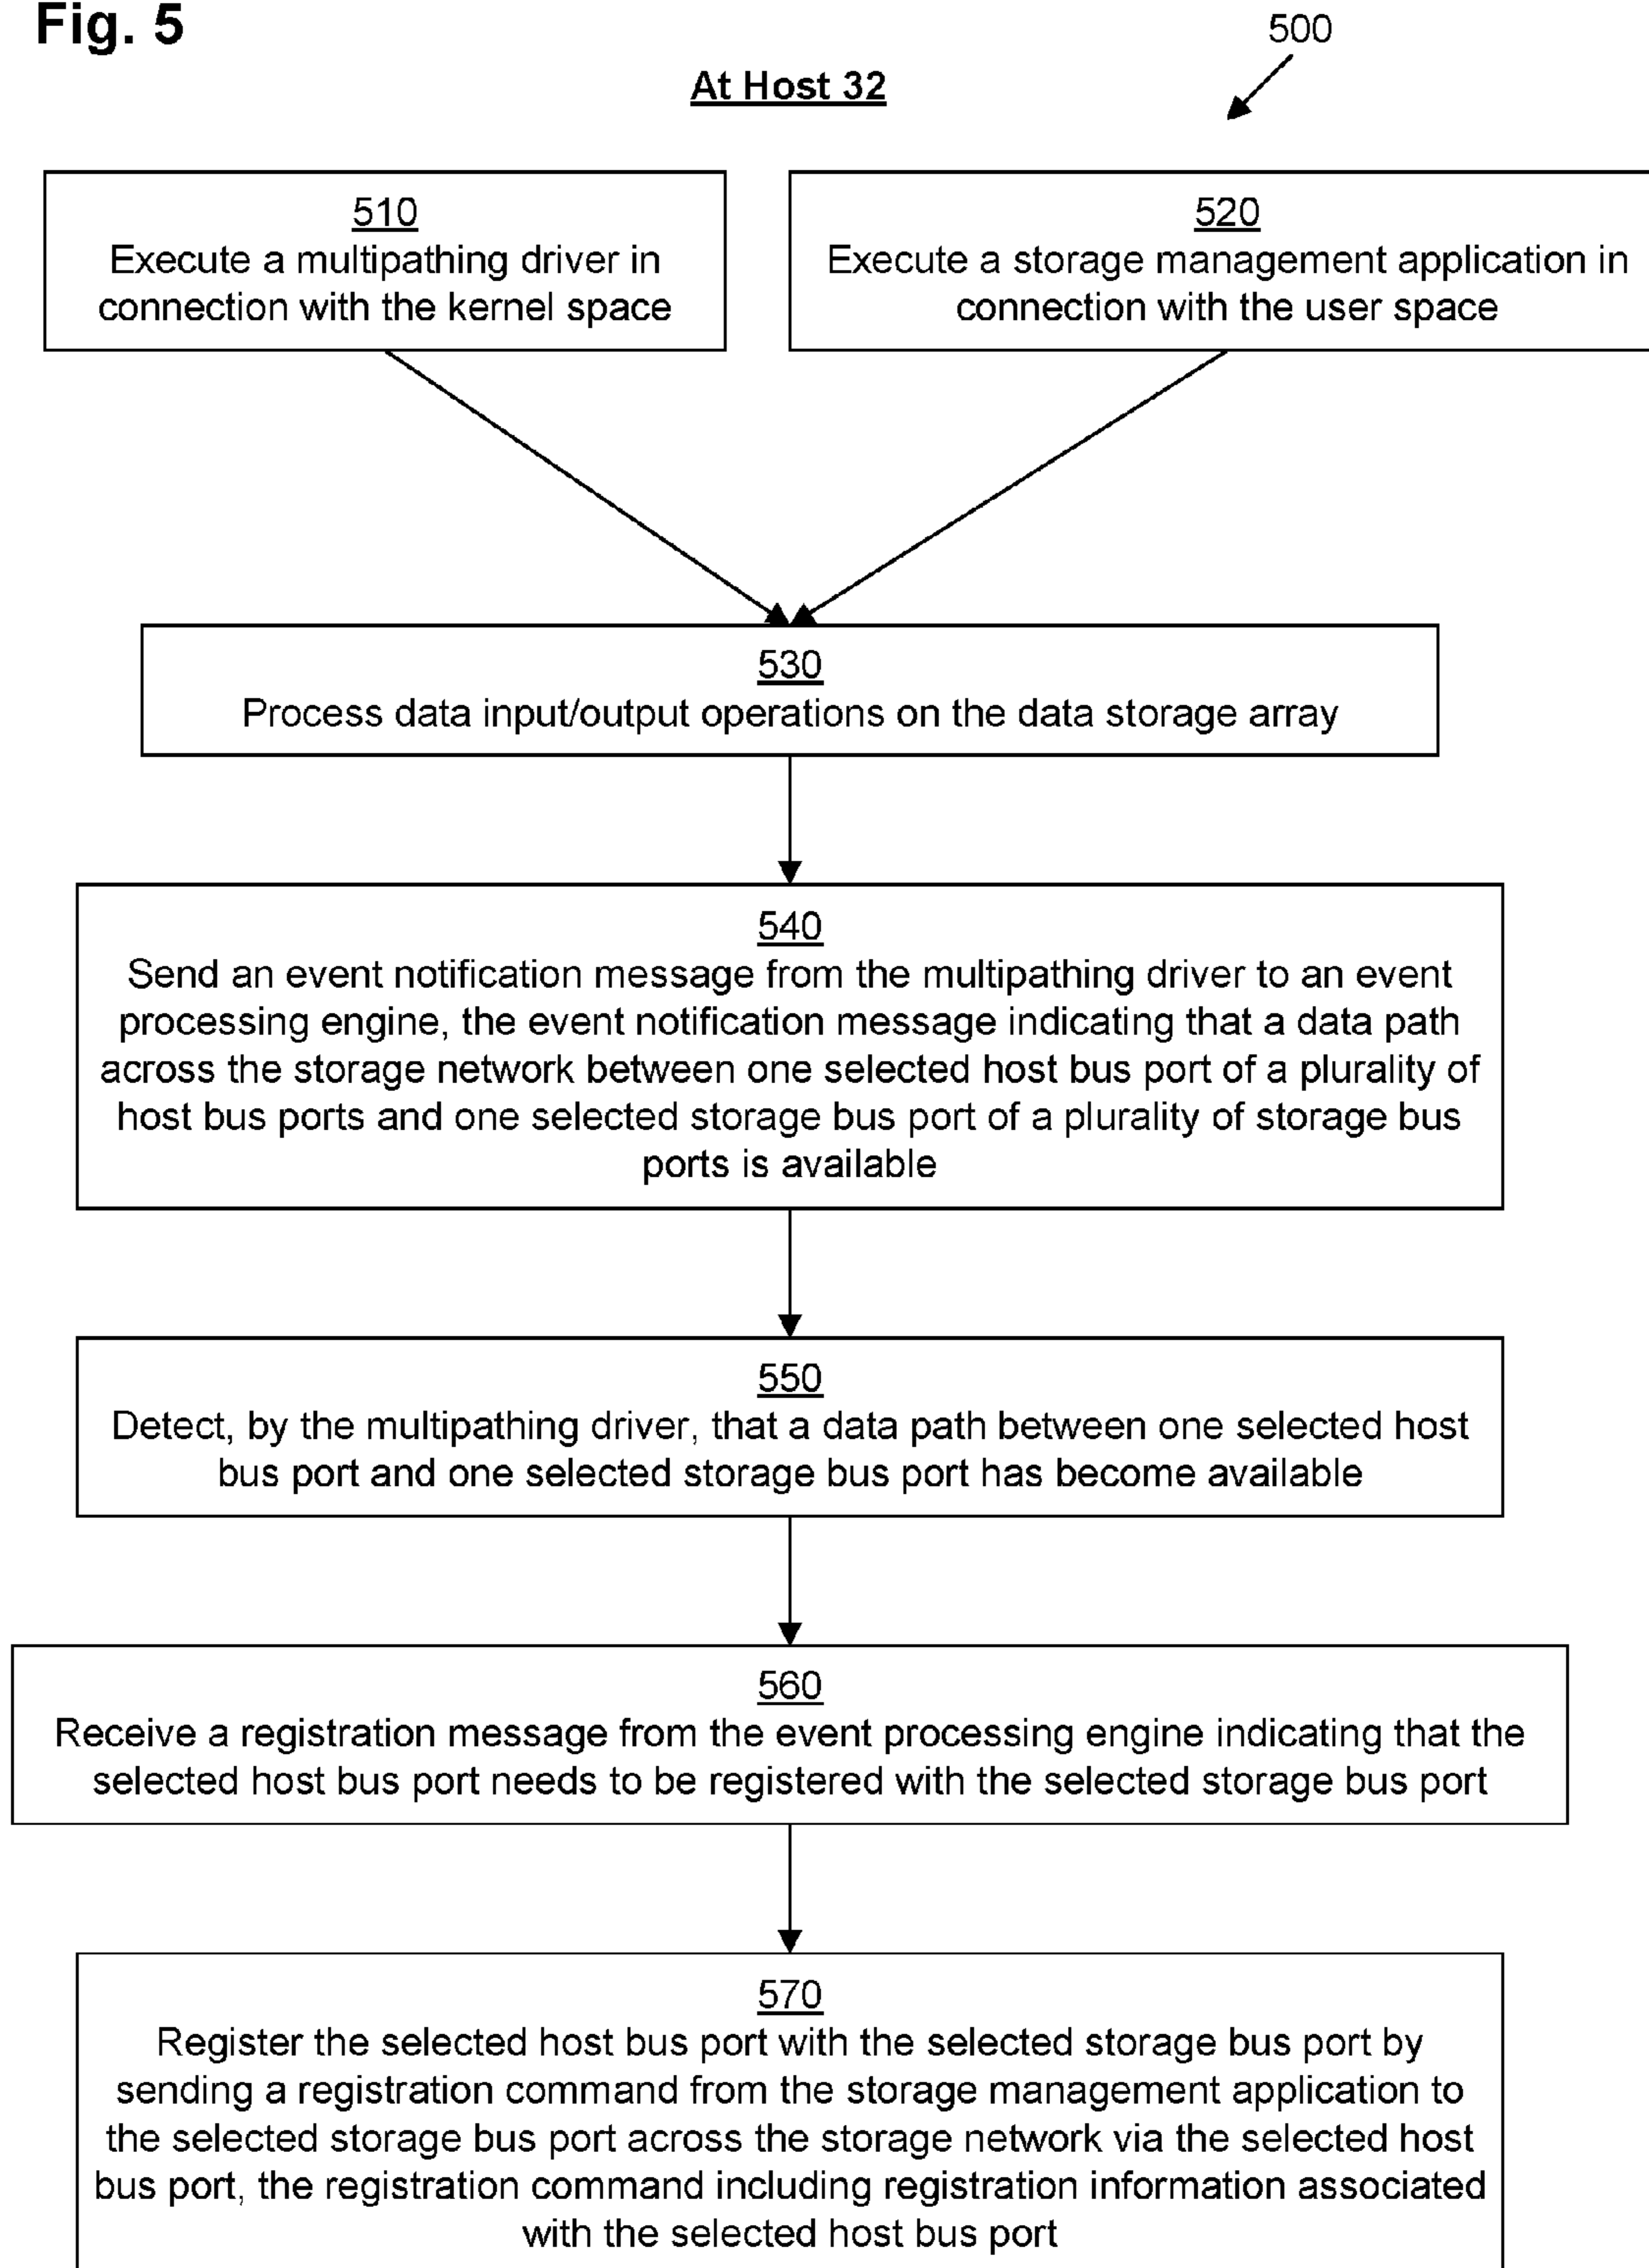 Fig. 5
500
At Host 32
510
Execute a multipathing driver in
connection with the kernel space
520
Execute a storage management application in
connection with the user space
530
Process data input/output operations on the data storage array
540
Send an event notification message from the multipathing driver to an event
processing engine, the event notification message indicating that a data path
across the storage network between one selected host bus port of a plurality of
host bus ports and one selected storage bus port of a plurality of storage bus
ports is available
550
Detect, by the multipathing driver, that a data path between one selected host
bus port and one selected storage bus port has become available
560
Receive a registration message from the event processing engine indicating that the
selected host bus port needs to be registered with the selected storage bus port
570
Register the selected host bus port with the selected storage bus port by
sending a registration command from the storage management application to
the selected storage bus port across the storage network via the selected host
bus port, the registration command including registration information associated
with the selected host bus port